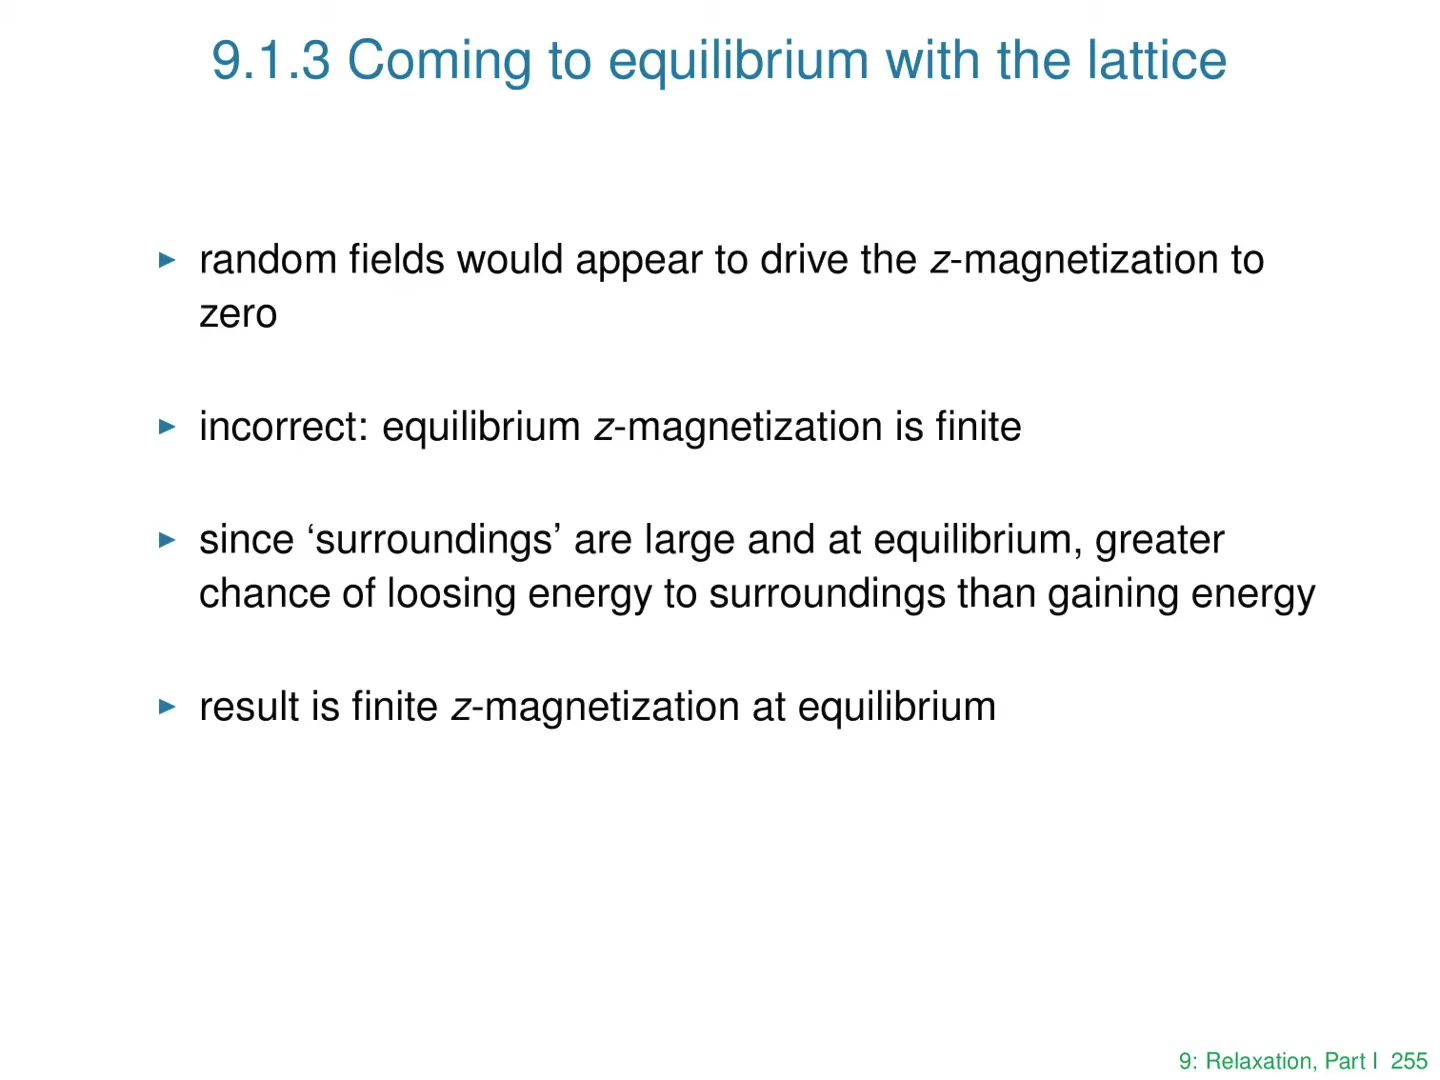 9.1.3 Coming to equilibrium with the lattice
▶ random fields would appear to drive the z-magnetization to
zero
▶ incorrect: equilibrium z-magnetization is finite
▶ since ‘surroundings’ are large and at equilibrium, greater
chance of loosing energy to surroundings than gaining energy
▶ result is finite z-magnetization at equilibrium
9: Relaxation, Part I 255